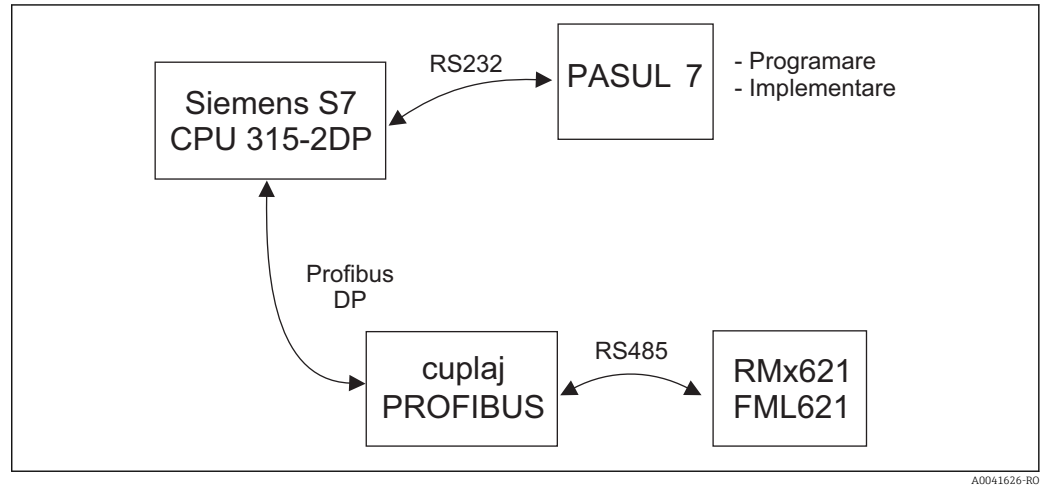 RS232
PASUL 7
- Programare
- Implementare
Siemens S7
CPU 315-2DP
Profibus
DP
cuplaj
PROFIBUS
RS485
RMx621
FML621
A0041626-RO